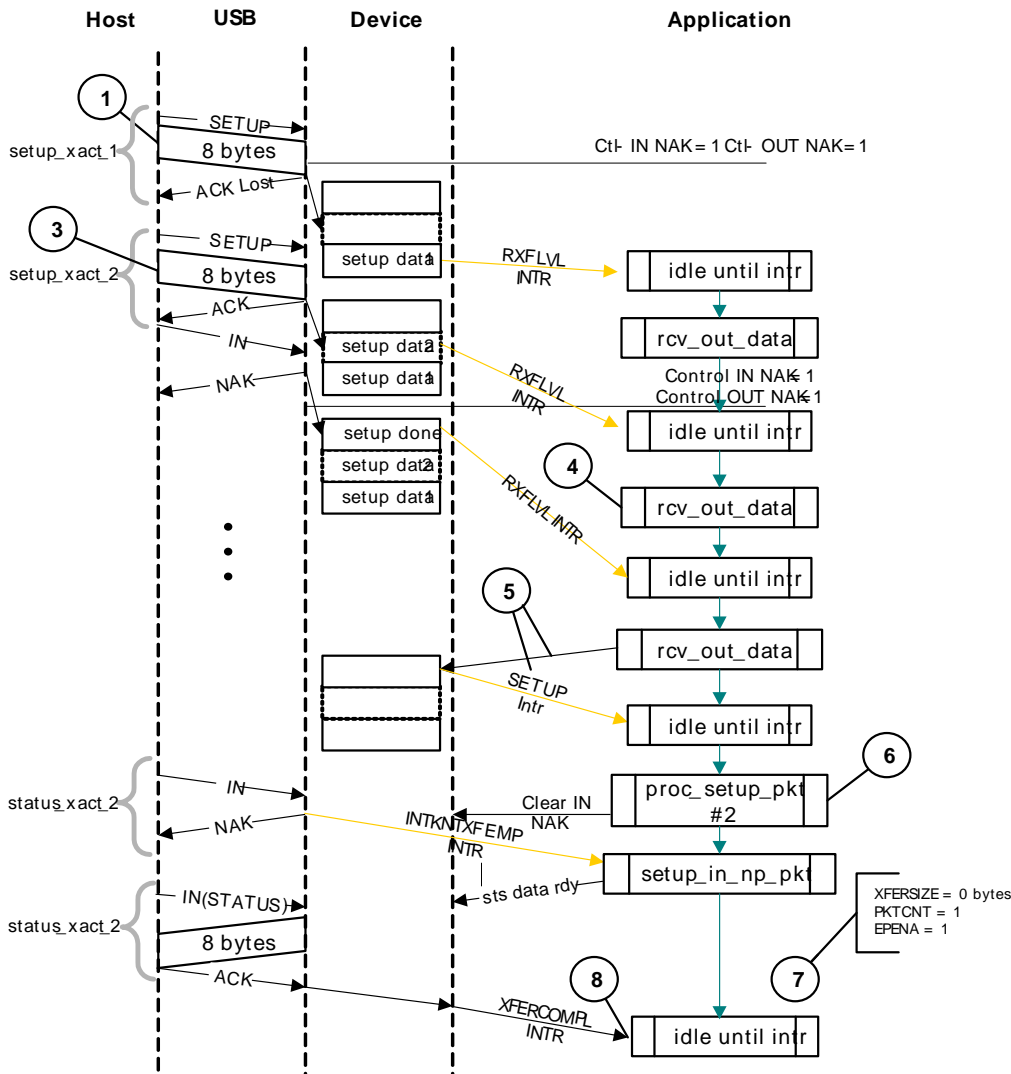 Host
USB
Device
Application
1
SETUP
setup_xact_1
8 bytes
Ctl- IN NAK= 1 Ctl- OUT NAK= 1
ACK Lost
3
SETUP
setup data1
RXFLVL
INTR
idle until intr
setup_xact_2
8 bytes
ACK
IN
setup data2
rcv_out_data
NAK
setup data1
RXFLVL
INTR
Control IN NAK= 1
Control OUT NAK=1
setup done
idle until intr
setup data2
4
setup data1
RXFLVL INTR
rcv_out_data
idle until intr
5
rcv_out_data
SETUP
Intr
idle until intr
6
IN
status_xact_2
proc_setup_pkt
#2
Clear IN
NAK
NAK
INTKNTXFEMP
INTR
setup_in_np_pkt
sts data rdy
IN(STATUS)
XFERSIZE = 0 bytes
PKTCNT = 1
EPENA = 1
status_xact_2
8 bytes
ACK
8
7
XFERCOMPL
INTR
idle until intr